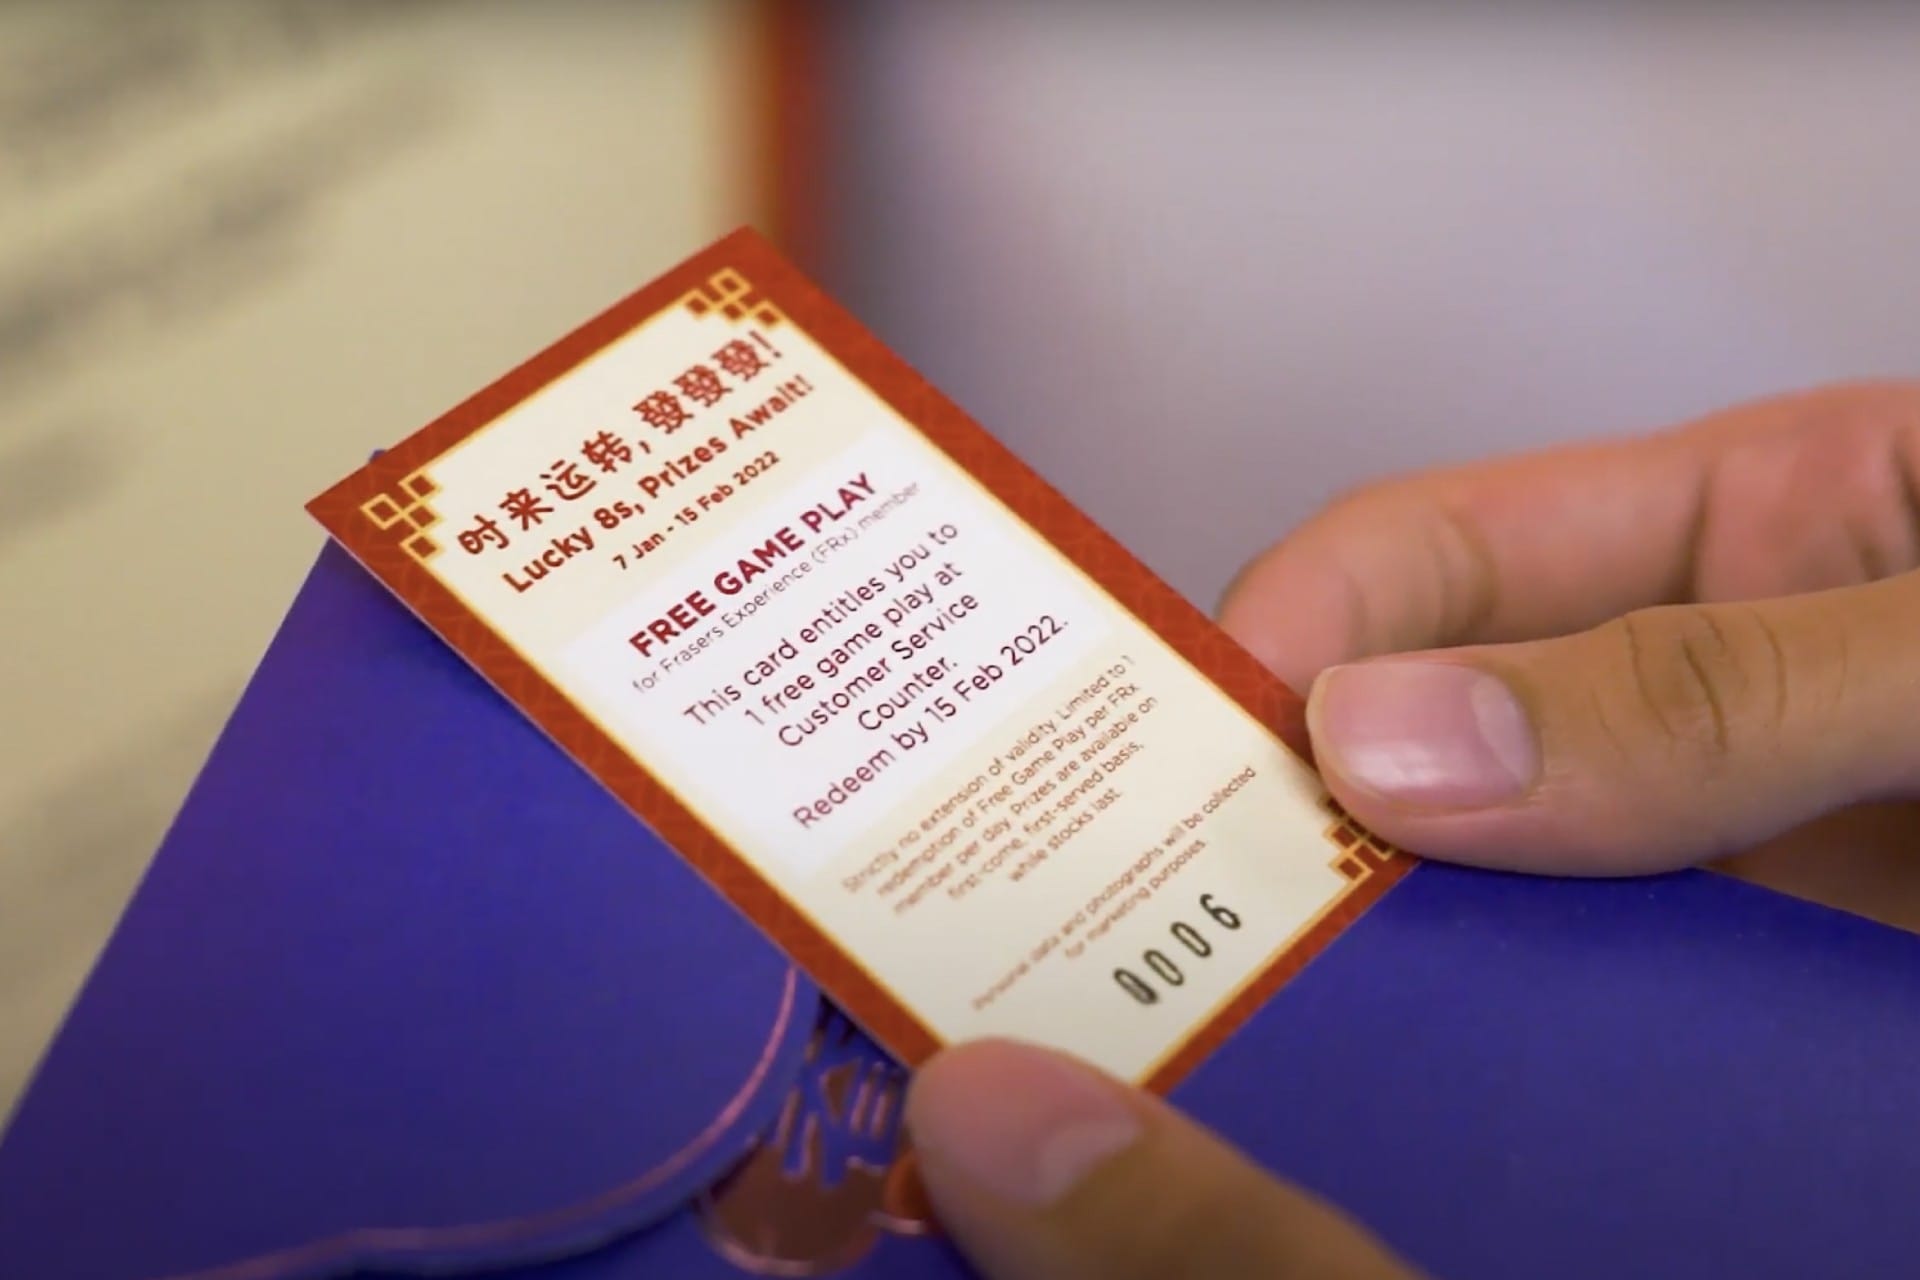 时来运转，發發發！
Lucky 8s, Prizes Await!
7 Jan - 15 Feb 2022
FREE GAME PLAY
for Frasers Experience (FRx) member
This card entitles you to
1 free game play at
Customer Service
Counter.
Redeem by 15 Feb 2022.
Strictly no extension of validity. Limited to 1
redemption of Free Game Play per FRx
member per day. Prizes are available on
first-come, first-served basis,
while stocks last.
Personal data and photographs will be collected
for marketing purposes.
0006